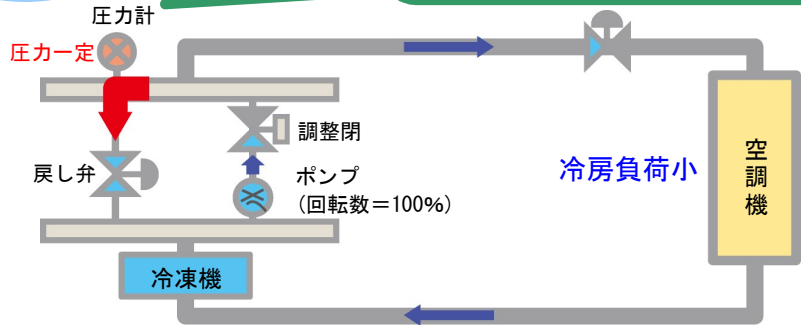 圧力計
圧力一定
調整閉
戻し弁
ポンプ
(回転数＝100%)
冷凍機
冷房負荷小
空調機